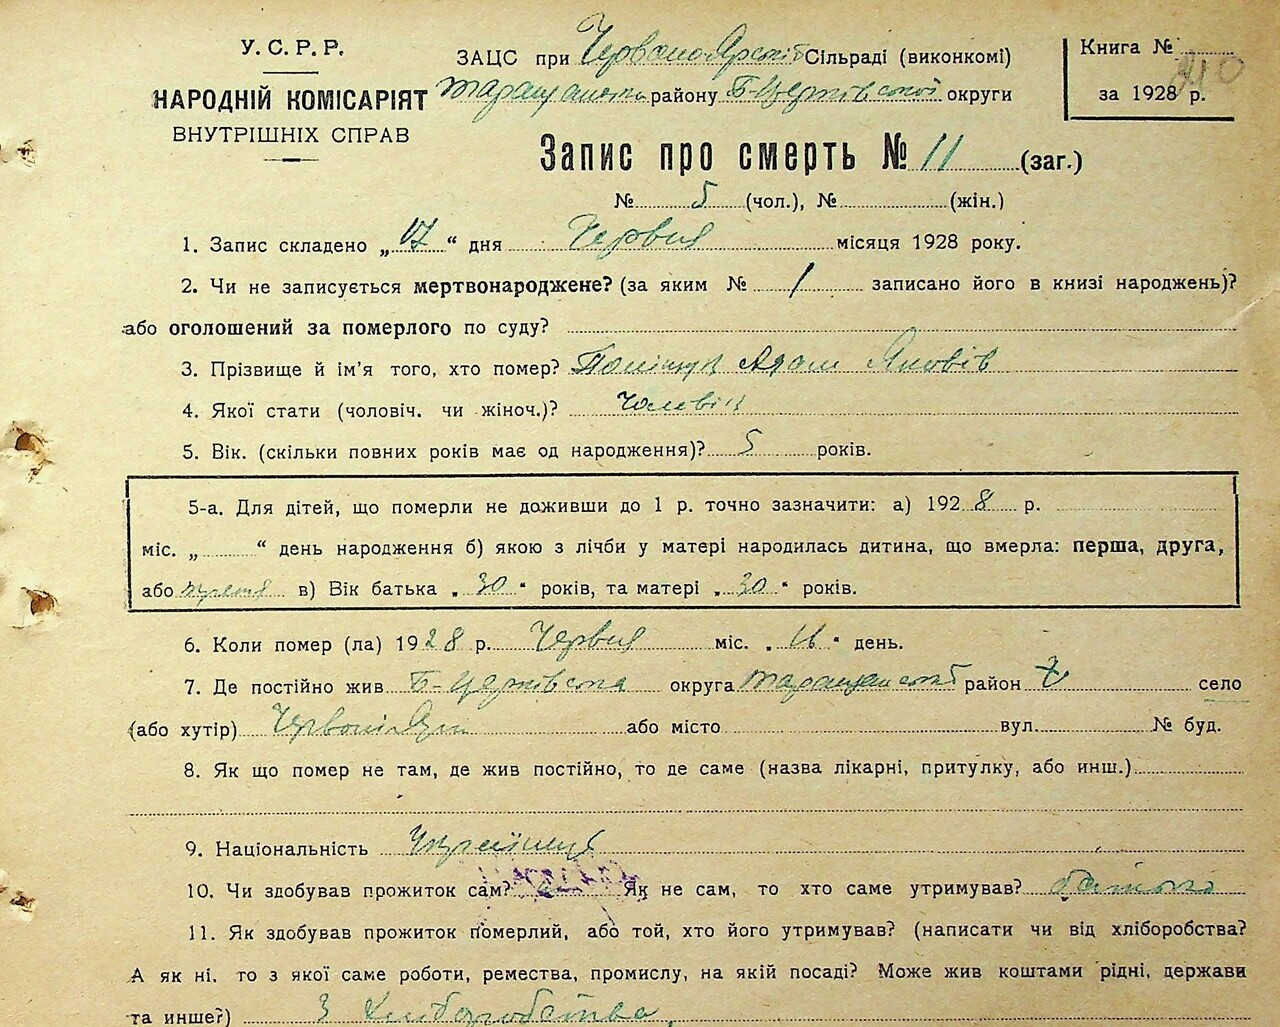 У.С.Р.Р.
НАРОДНІЙ КОМІСАРІЯТ
ВНУТРІШНІХ СПРАВ
ЗАЦС при Червоно-Ярській Сільраді (виконкомі)
району Б-Церківської округи
Книга №
за 1928 р.
Запис про смерть № 11 (заг.)
№ 5 (чол.), № (жін.)
1. Запис складено „17“ дня Червня місяця 1928 року.
2. Чи не записується мертвонароджене? (за яким № / записано його в книзі народжень)?
або оголошений за померлого по суду?
3. Прізвище й ім'я того, хто помер? Поліщук Адам Яковів
4. Якої стати (чоловіч. чи жіноч.)? Чоловік
5. Вік. (скільки повних років має од народження)? 5 років.
5-а. Для дітей, що померли не доживши до 1 р. точно зазначити: а) 1928 р.
міс. „ “ день народження б) якою з лічби у матері народилась дитина, що вмерла: перша, друга,
або третя в) Вік батька „30“ років, та матері „30“ років.
6. Коли помер (ла) 1928 р. Червня міс. „16“ день.
7. Де постійно жив Б-Церківська округа район село
(або хутір) Червоний Яр або місто вул. № буд.
8. Як що помер не там, де жив постійно, то де саме (назва лікарні, притулку, або инш.)
9. Національність Українець
10. Чи здобував прожиток сам? Як не сам, то хто саме утримував? батько
11. Як здобував прожиток померлий, або той, хто його утримував? (написати чи від хліборобства?
А як ні, то з якої саме роботи, ремества, промислу, на якій посаді? Може жив коштами рідні, держави
та инше?) З хліборобства,